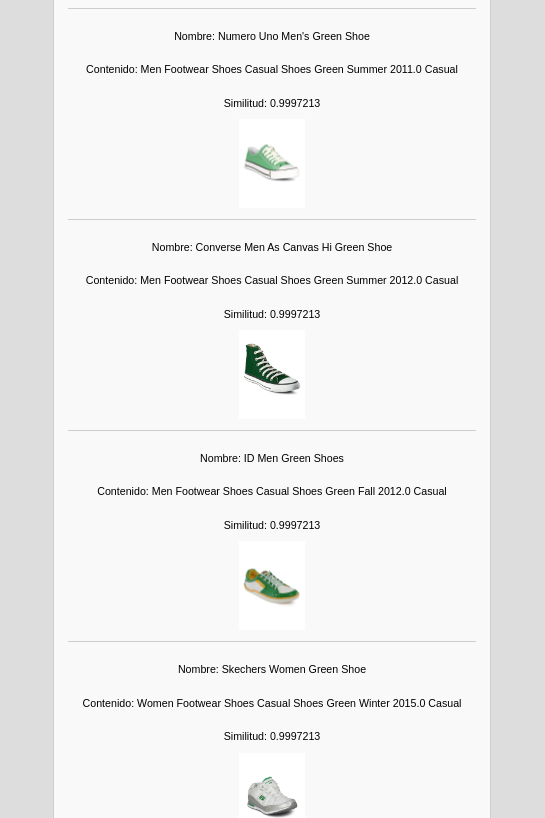 Nombre: Numero Uno Men's Green Shoe
Contenido: Men Footwear Shoes Casual Shoes Green Summer 2011.0 Casual
Similitud: 0.9997213
Nombre: Converse Men As Canvas Hi Green Shoe
Contenido: Men Footwear Shoes Casual Shoes Green Summer 2012.0 Casual
Similitud: 0.9997213
Nombre: ID Men Green Shoes
Contenido: Men Footwear Shoes Casual Shoes Green Fall 2012.0 Casual
Similitud: 0.9997213
Nombre: Skechers Women Green Shoe
Contenido: Women Footwear Shoes Casual Shoes Green Winter 2015.0 Casual
Similitud: 0.9997213